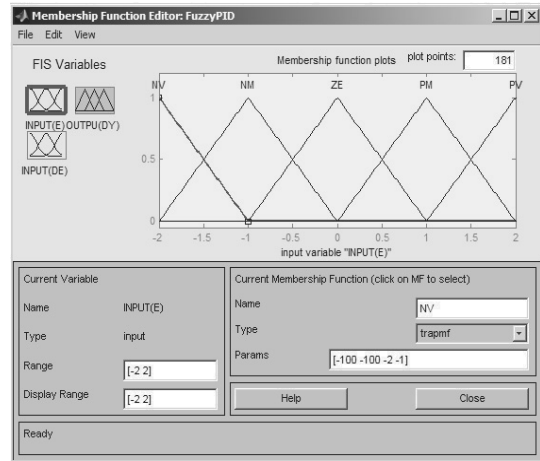 Membership Function Editor: FuzzyPID
File Edit View
FIS Variables
INPUT(E) OUTPU(DY)
INPUT(DE)
Membership function plots
plot points:
181
NV NM ZE PM PV
1
0.5
0
-2 -1.5 -1 -0.5 0 0.5 1 1.5 2
input variable "INPUT(E)"
Current Variable
Name INPUT(E)
Type input
Range [-2 2]
Display Range [-2 2]
Current Membership Function (click on MF to select)
Name NV
Type trapmf
Params [-100 -100 -2 -1]
Help Close
Ready